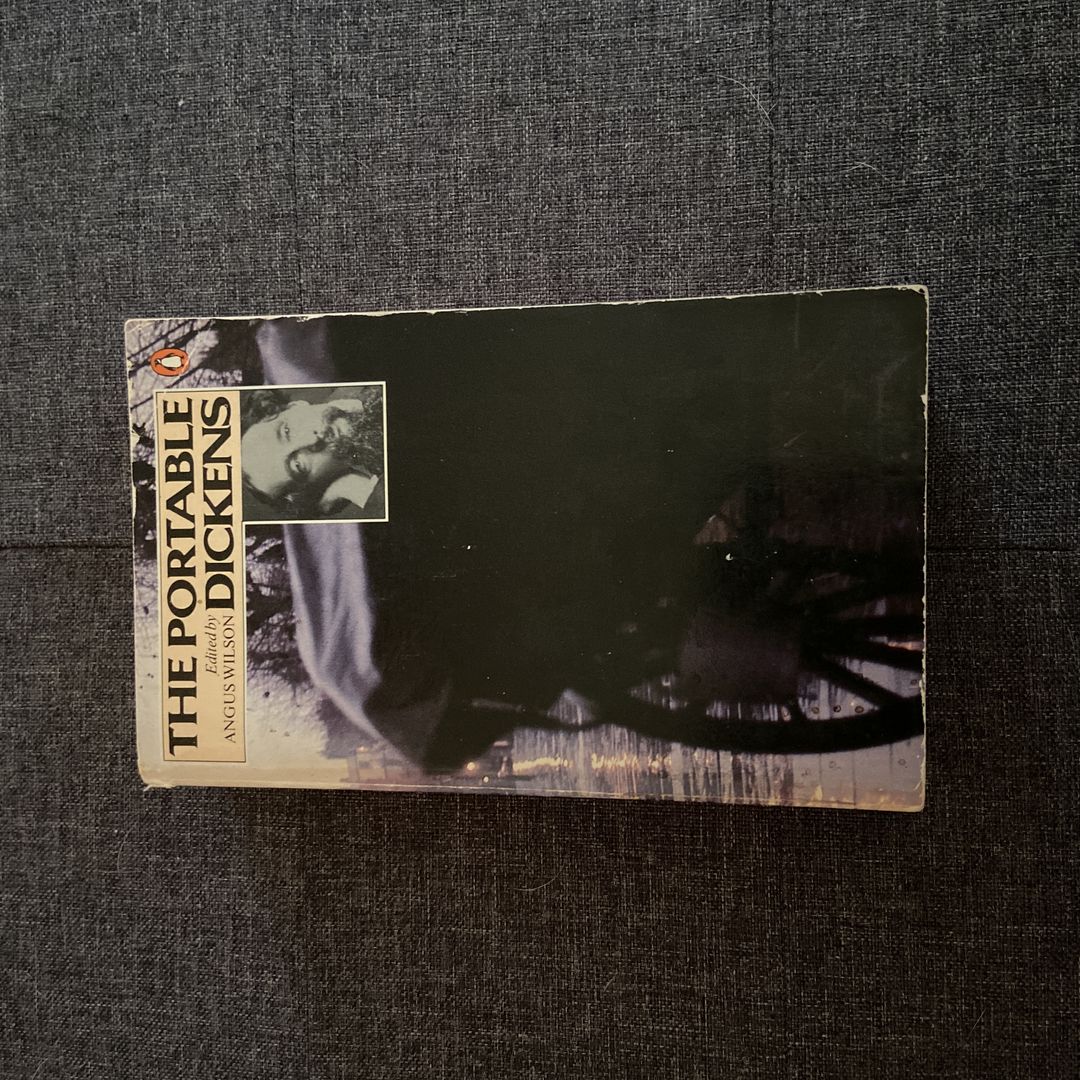 THE PORTABLE
Edited by
ANGUS WILSON
DICKENS